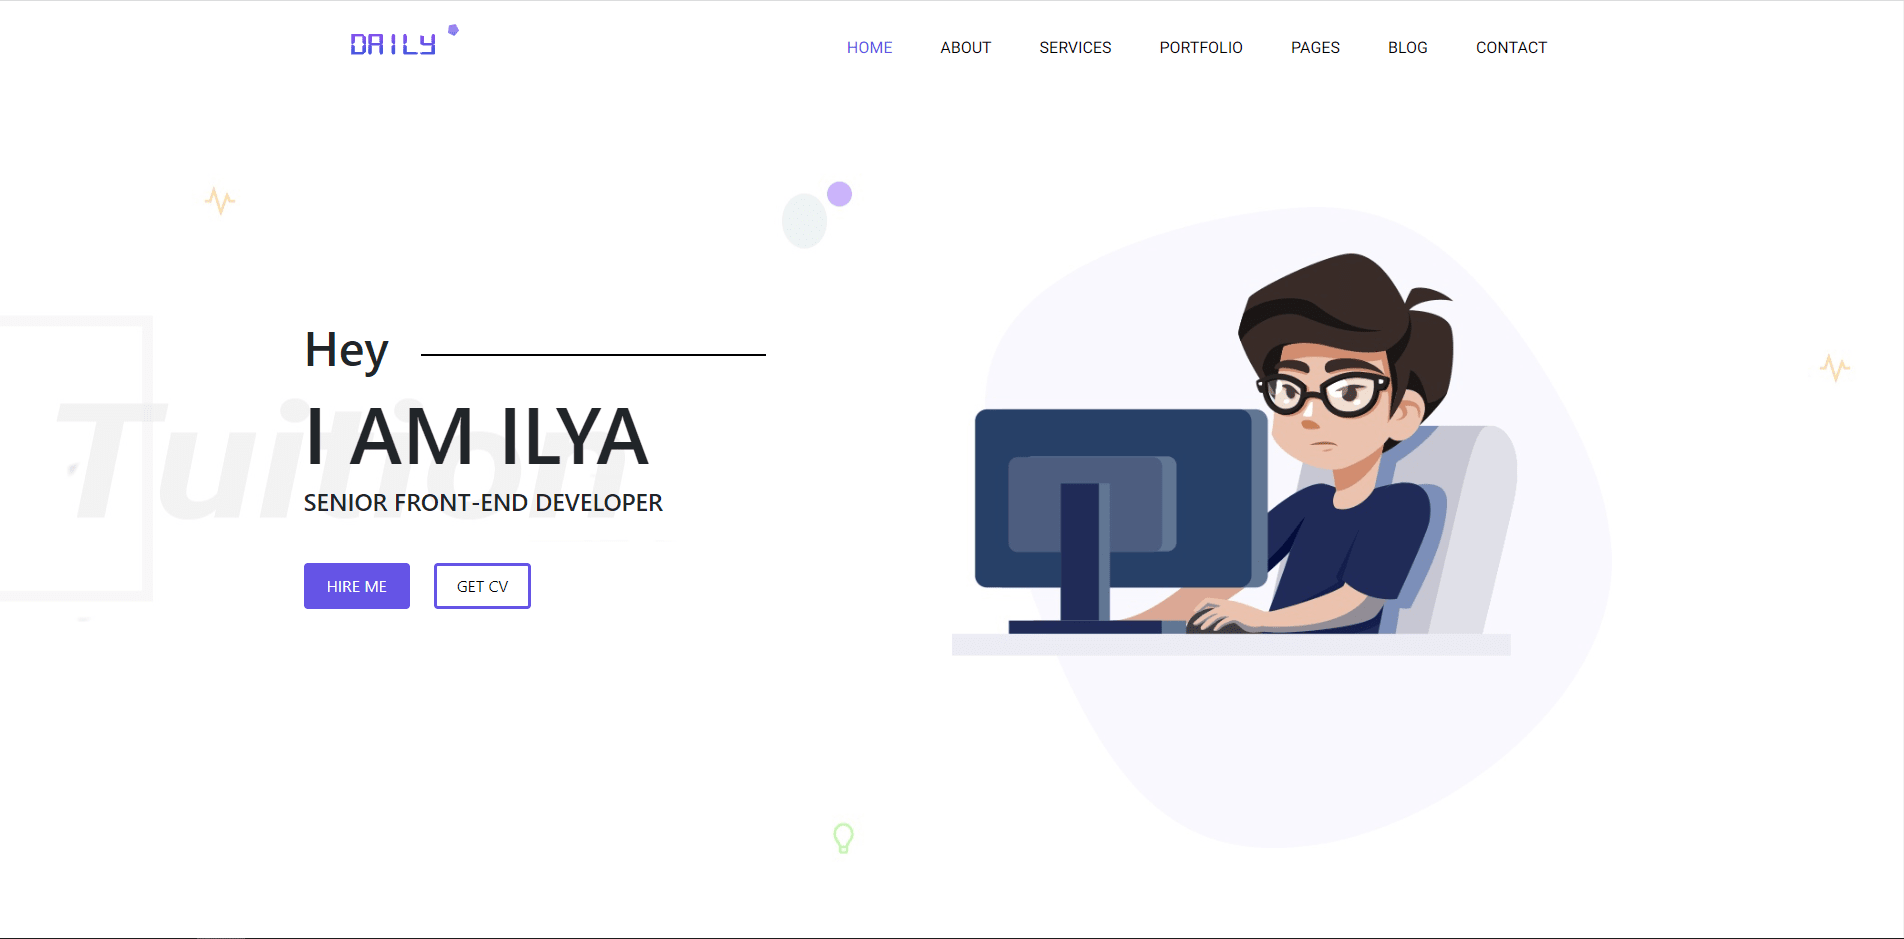 DAILY
HOME ABOUT SERVICES PORTFOLIO PAGES BLOG CONTACT
Hey
Tuition
I AM ILYA
SENIOR FRONT-END DEVELOPER
HIRE ME GET CV